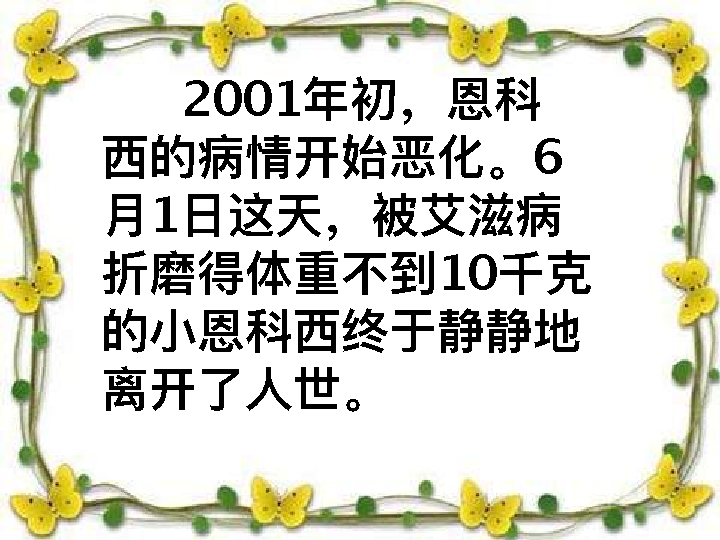 2001年初，恩科
西的病情开始恶化。6
月1日这天，被艾滋病
折磨得体重不到10千克
的小恩科西终于静静地
离开了人世。